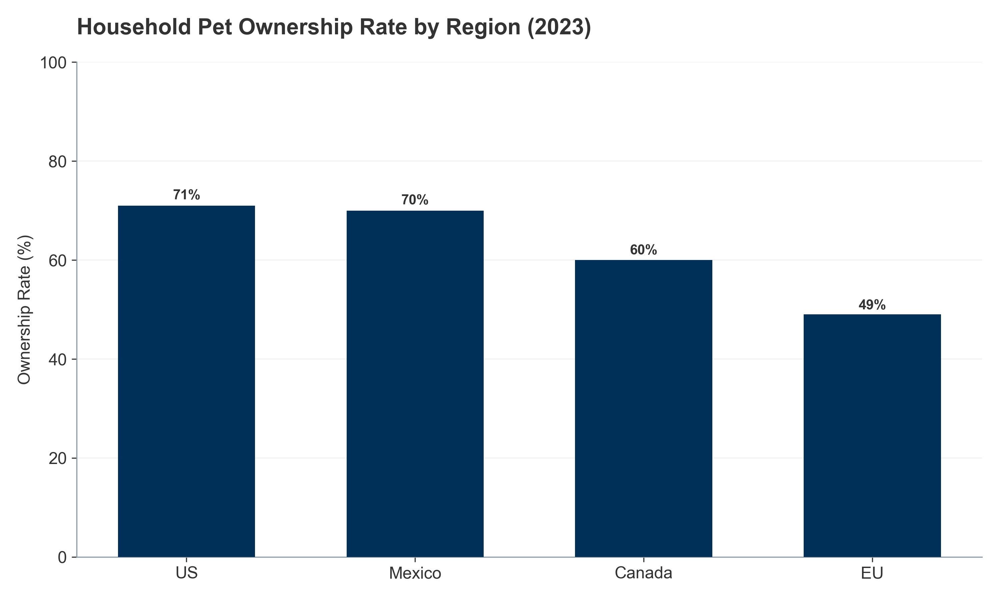 Household Pet Ownership Rate by Region (2023)
Ownership Rate (%)
100
80
60
40
20
0
71%
70%
60%
49%
US
Mexico
Canada
EU